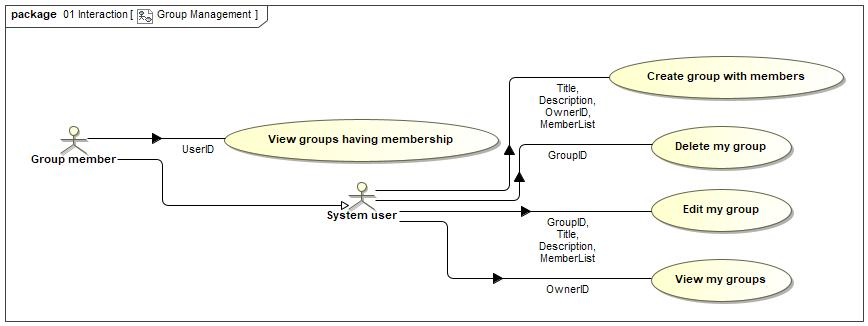 package 01 Interaction [ Group Management ]
Create group with members
Title,
Description,
OwnerID,
MemberList
View groups having membership
UserID
Group member
Delete my group
GroupID
System user
Edit my group
GroupID,
Title,
Description,
MemberList
View my groups
OwnerID